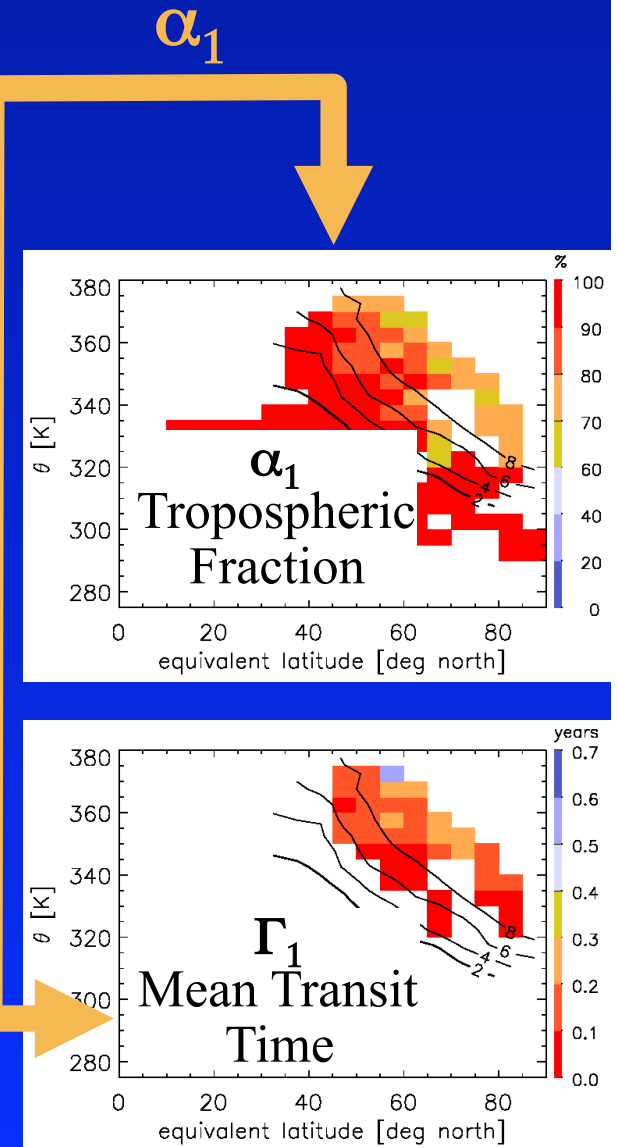 α1
%
380
360
340
320
300
280
θ [K]
100
90
80
70
60
40
20
0
8
6
4
2
α1
Tropospheric
Fraction
0 20 40 60 80
equivalent latitude [deg north]
years
380
360
340
320
300
280
θ [K]
0.7
0.6
0.5
0.4
0.3
0.2
0.1
0.0
8
6
4
2
Γ1
Mean Transit
Time
0 20 40 60 80
equivalent latitude [deg north]